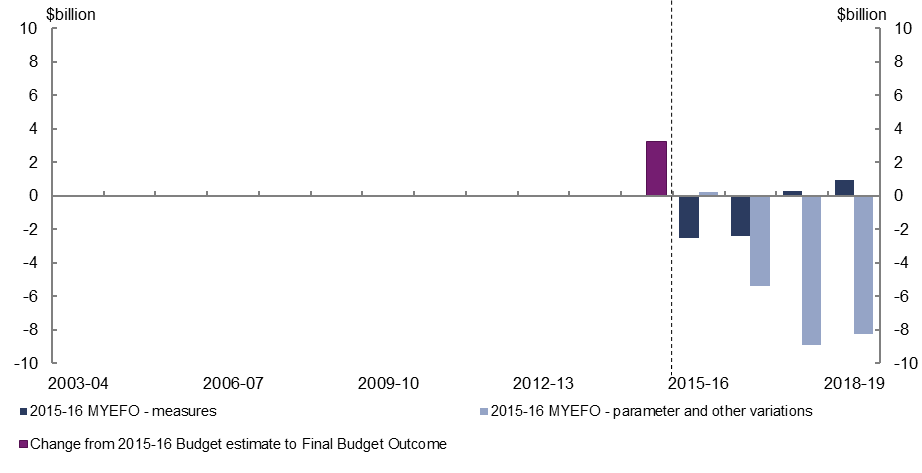 $billion $billion
10 10
8 8
6 6
4 4
2 2
0 0
-2 -2
-4 -4
-6 -6
-8 -8
-10 -10
2003-04 2006-07 2009-10 2012-13 2015-16 2018-19
2015-16 MYEFO - measures 2015-16 MYEFO - parameter and other variations
Change from 2015-16 Budget estimate to Final Budget Outcome